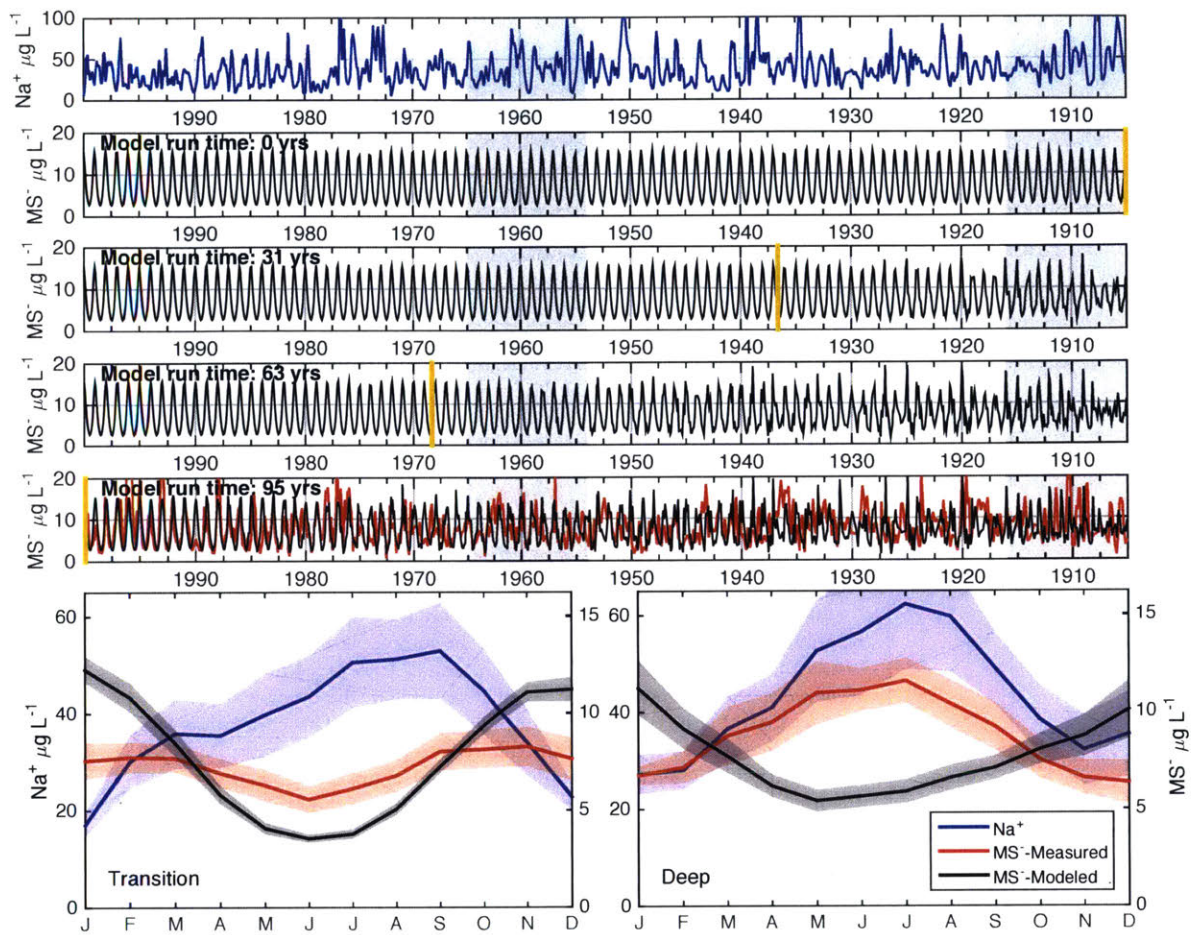 Na⁺ μg L⁻¹
100
50
0
1990 1980 1970 1960 1950 1940 1930 1920 1910
MS⁻ μg L⁻¹
20
10
0
Model run time: 0 yrs
1990 1980 1970 1960 1950 1940 1930 1920 1910
MS⁻ μg L⁻¹
20
10
0
Model run time: 31 yrs
1990 1980 1970 1960 1950 1940 1930 1920 1910
MS⁻ μg L⁻¹
20
10
0
Model run time: 63 yrs
1990 1980 1970 1960 1950 1940 1930 1920 1910
MS⁻ μg L⁻¹
20
10
0
Model run time: 95 yrs
1990 1980 1970 1960 1950 1940 1930 1920 1910
Na⁺ μg L⁻¹
60
40
20
0
15
10
5
0
Transition
J F M A M J J A S O N D
60
40
20
0
15
10
5
0
MS⁻ μg L⁻¹
Deep
Na⁺
MS⁻-Measured
MS⁻-Modeled
J F M A M J J A S O N D